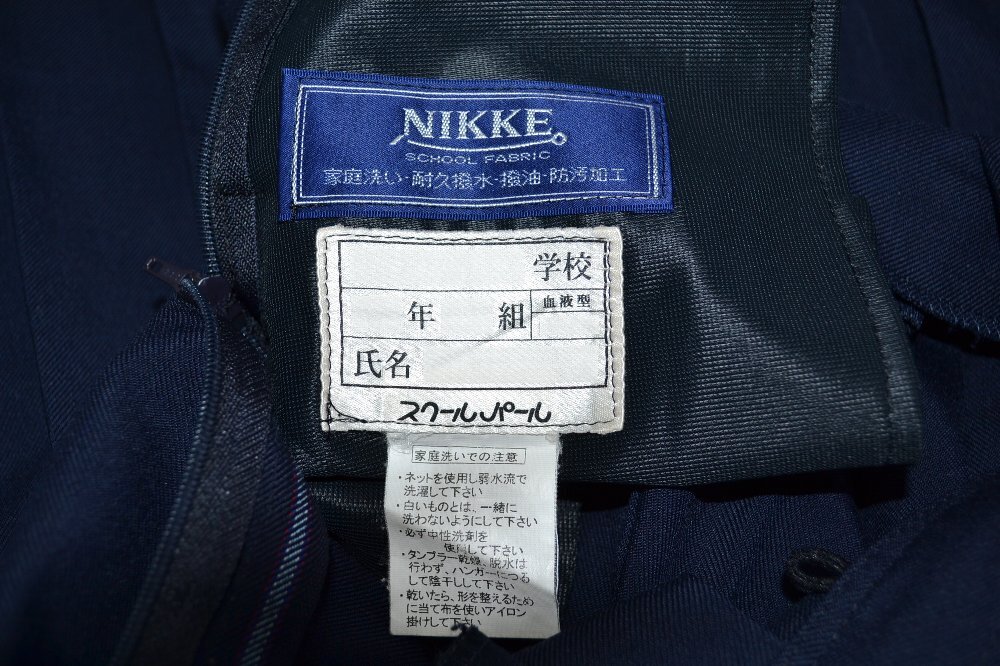 NIKKE
SCHOOL FABRIC
家庭洗い・耐久撥水・撥油・防汚加工
学校
年 組 血液型
氏名
スクールパール
家庭洗いでの注意
・ネットを使用し弱水流で
洗濯して下さい
・白いものとは、一緒に
洗わないようにして下さい
・必ず中性洗剤を
使用して下さい
・タンブラー乾燥、脱水は
行わず、ハンガーにつる
して陰干しして下さい
・乾いたら、形を整えるため
に当て布を使いアイロン
掛けして下さい